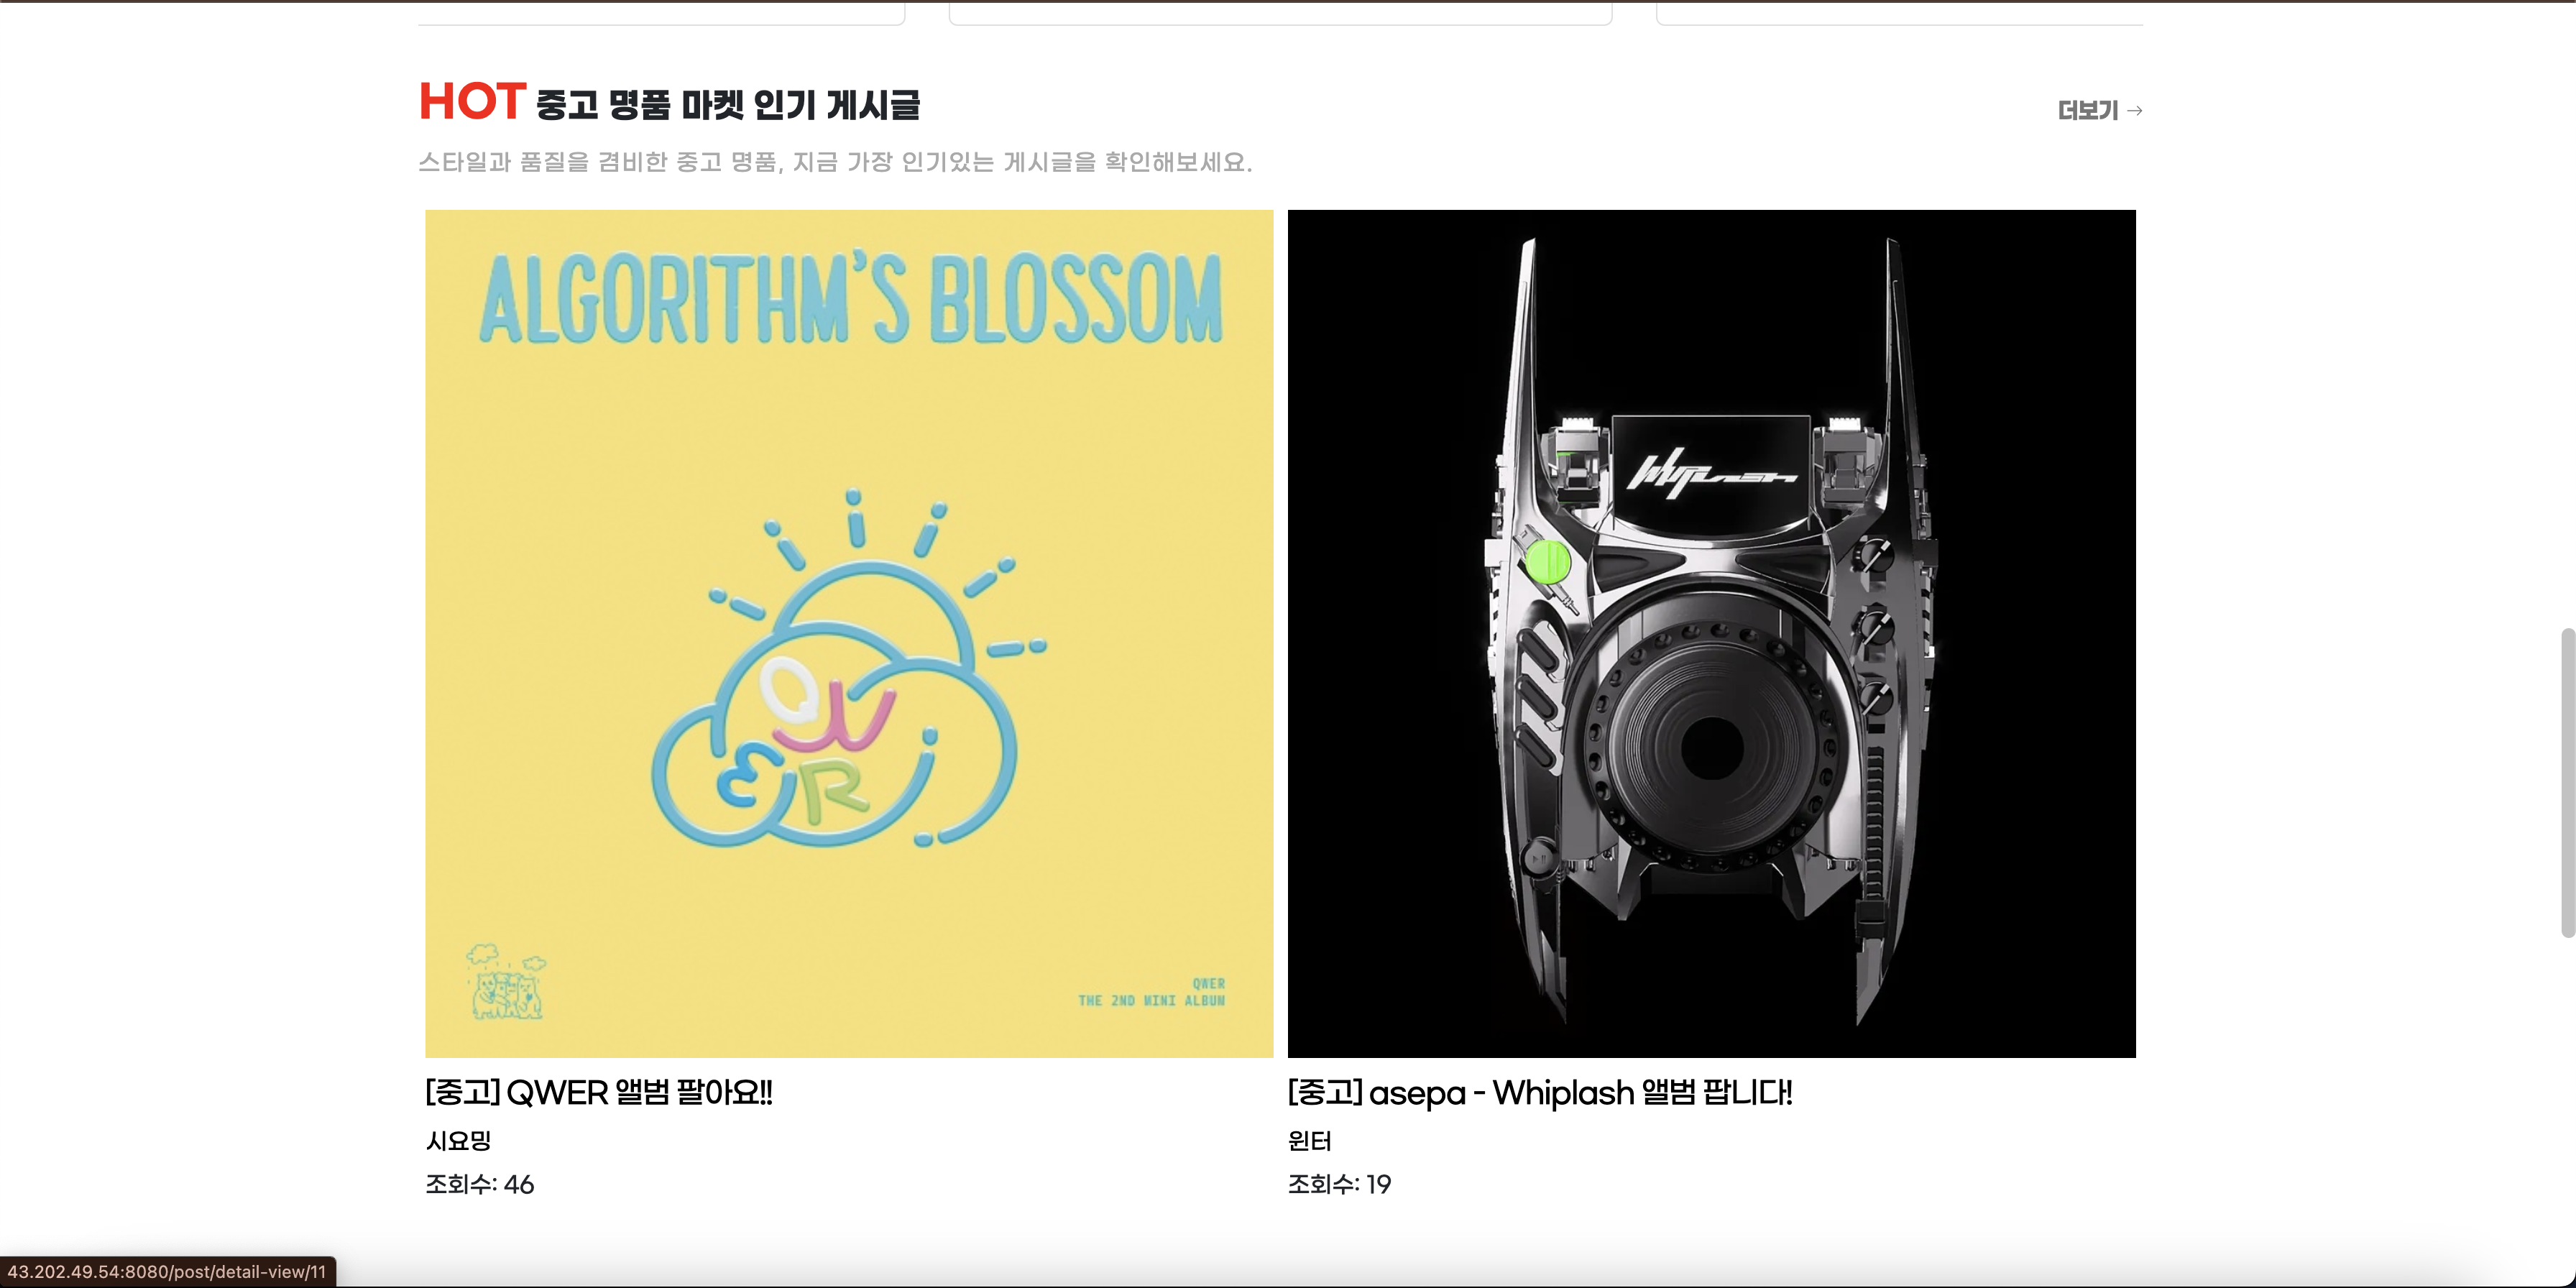 HOT 중고 명품 마켓 인기 게시글
더보기 →
스타일과 품질을 겸비한 중고 명품, 지금 가장 인기있는 게시글을 확인해보세요.
ALGORITHM'S BLOSSOM
QW
ER
QWER
THE 2ND MINI ALBUM
Whiplash
[중고] QWER 앨범 팔아요!!
시요밍
조회수: 46
[중고] asepa - Whiplash 앨범 팝니다!
윈터
조회수: 19
43.202.49.54:8080/post/detail-view/11